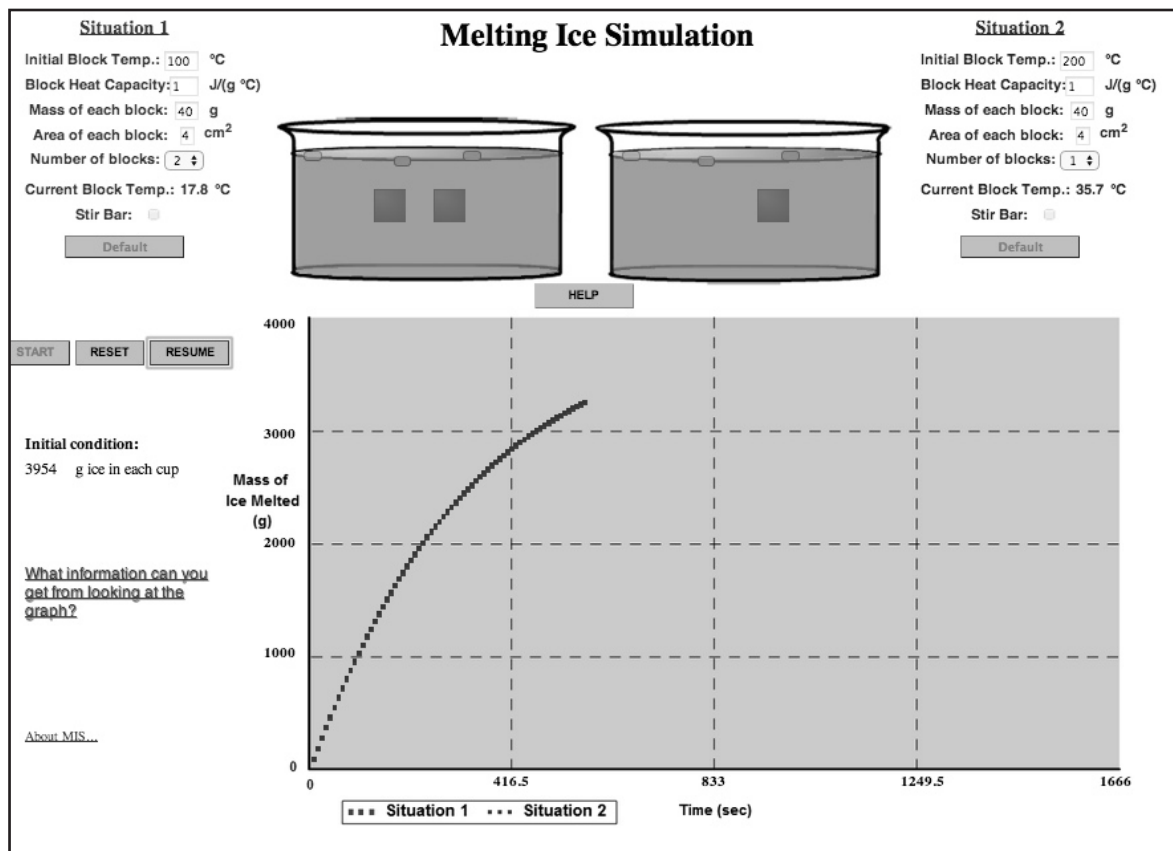 Melting Ice Simulation
Situation 1
Initial Block Temp.: 100 °C
Block Heat Capacity: 1 J/(g °C)
Mass of each block: 40 g
Area of each block: 4 cm²
Number of blocks: 2
Current Block Temp.: 17.8 °C
Stir Bar:
Default
Situation 2
Initial Block Temp.: 200 °C
Block Heat Capacity: 1 J/(g °C)
Mass of each block: 40 g
Area of each block: 4 cm²
Number of blocks: 1
Current Block Temp.: 35.7 °C
Stir Bar:
Default
HELP
START RESET RESUME
Initial condition:
3954 g ice in each cup
What information can you
get from looking at the
graph?
About MIS...
Mass of
Ice Melted
(g)
4000
3000
2000
1000
0
0 416.5 833 1249.5 1666
Situation 1 Situation 2 Time (sec)